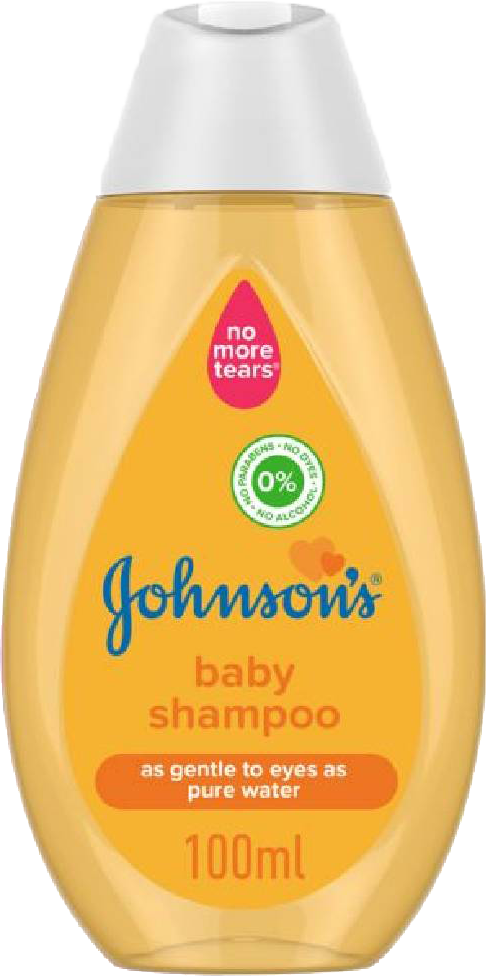 no
more
tears®
NO PARABENS • NO DYES • NO ALCOHOL •
0%
Johnson's®
baby
shampoo
as gentle to eyes as
pure water
100ml